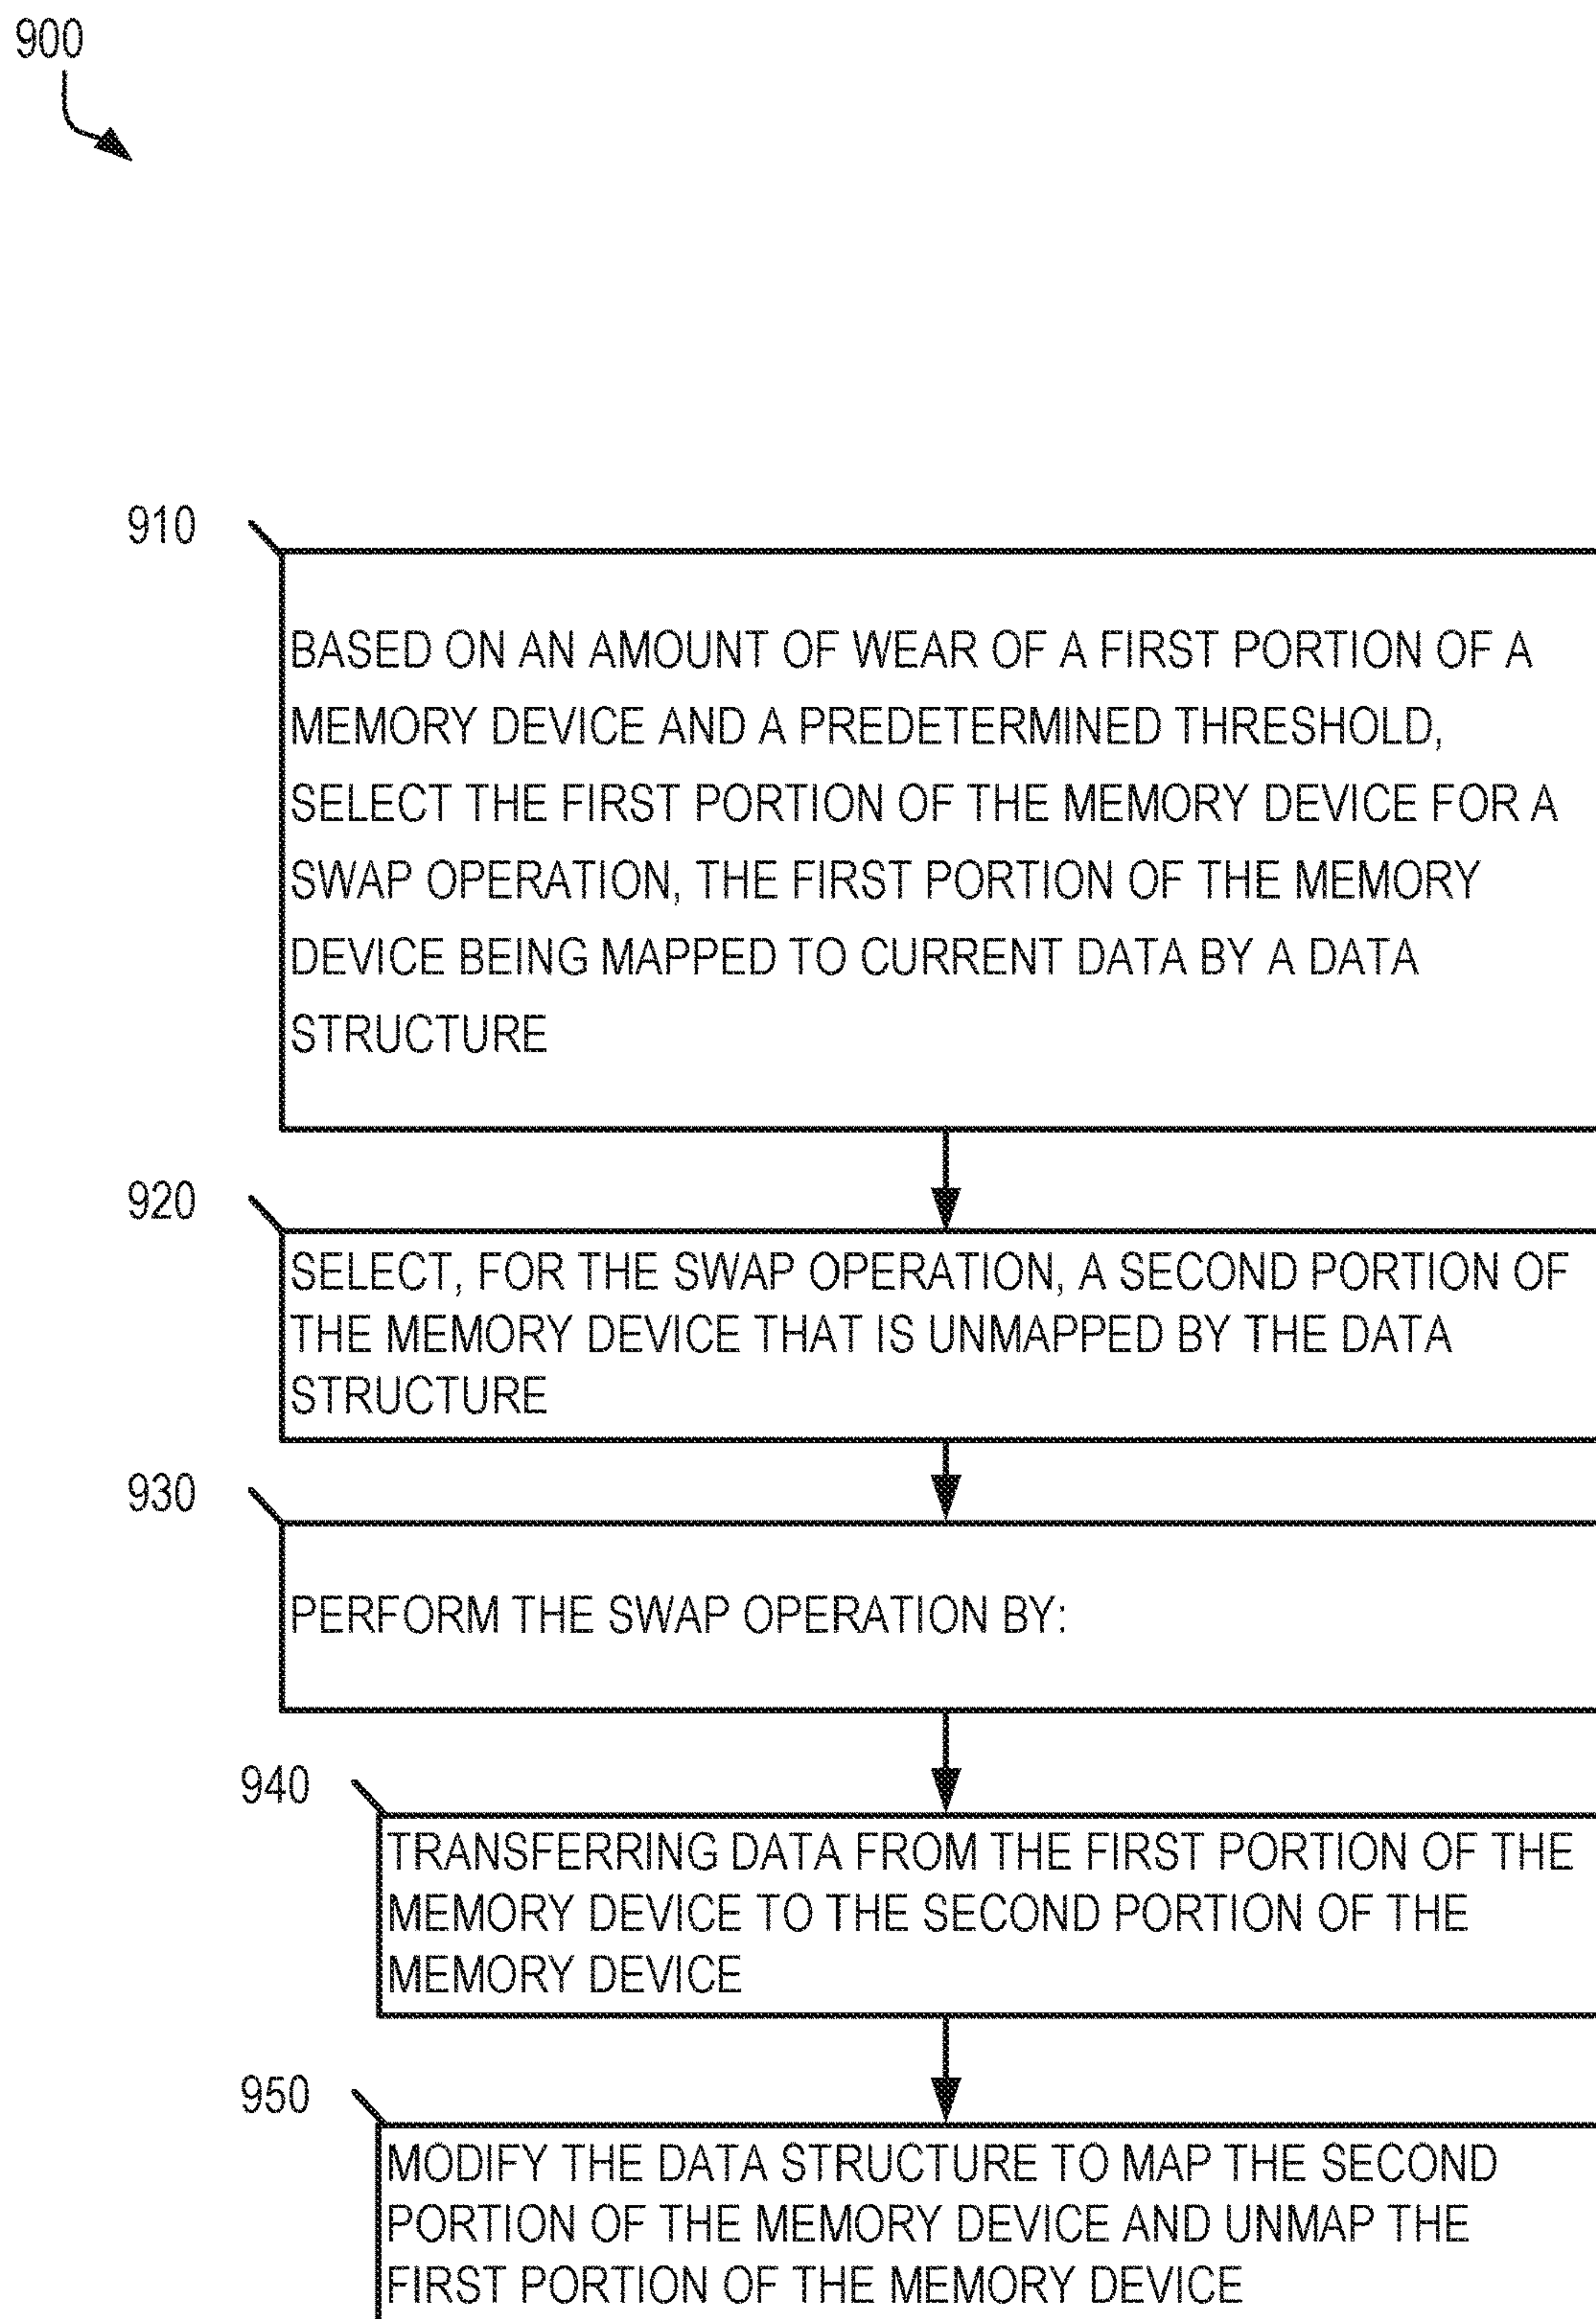 900
910
BASED ON AN AMOUNT OF WEAR OF A FIRST PORTION OF A
MEMORY DEVICE AND A PREDETERMINED THRESHOLD,
SELECT THE FIRST PORTION OF THE MEMORY DEVICE FOR A
SWAP OPERATION, THE FIRST PORTION OF THE MEMORY
DEVICE BEING MAPPED TO CURRENT DATA BY A DATA
STRUCTURE
920
SELECT, FOR THE SWAP OPERATION, A SECOND PORTION OF
THE MEMORY DEVICE THAT IS UNMAPPED BY THE DATA
STRUCTURE
930
PERFORM THE SWAP OPERATION BY:
940
TRANSFERRING DATA FROM THE FIRST PORTION OF THE
MEMORY DEVICE TO THE SECOND PORTION OF THE
MEMORY DEVICE
950
MODIFY THE DATA STRUCTURE TO MAP THE SECOND
PORTION OF THE MEMORY DEVICE AND UNMAP THE
FIRST PORTION OF THE MEMORY DEVICE